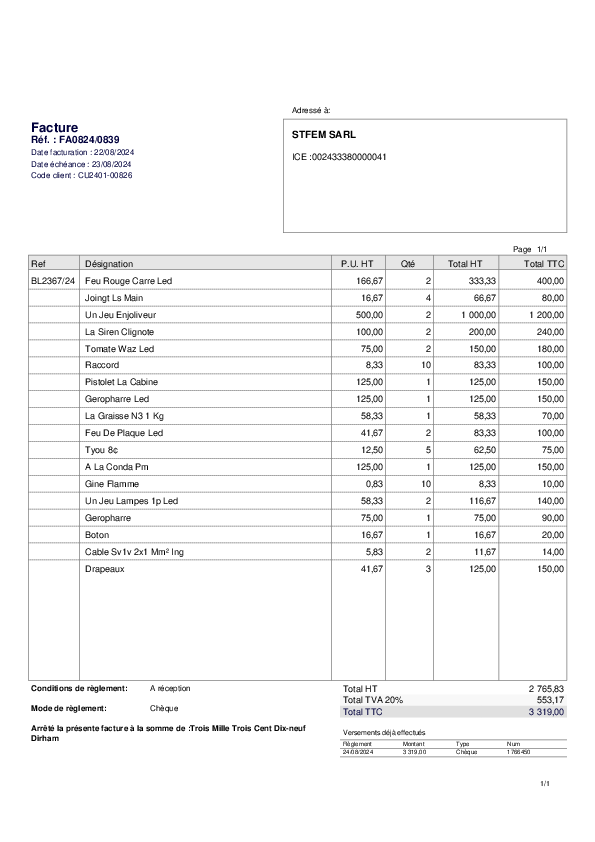 Adressé à:
Facture
Réf. : FA0824/0839
Date facturation : 22/08/2024
Date échéance : 23/08/2024
Code client : CU2401-00826
STFEM SARL
ICE :002433380000041
Page 1/1
Ref Désignation P.U. HT Qté Total HT Total TTC
BL2367/24 Feu Rouge Carre Led 166,67 2 333,33 400,00
Joingt Ls Main 16,67 4 66,67 80,00
Un Jeu Enjoliveur 500,00 2 1 000,00 1 200,00
La Siren Clignote 100,00 2 200,00 240,00
Tomate Waz Led 75,00 2 150,00 180,00
Raccord 8,33 10 83,33 100,00
Pistolet La Cabine 125,00 1 125,00 150,00
Geropharre Led 125,00 1 125,00 150,00
La Graisse N3 1 Kg 58,33 1 58,33 70,00
Feu De Plaque Led 41,67 2 83,33 100,00
Tyou 8¢ 12,50 5 62,50 75,00
A La Conda Pm 125,00 1 125,00 150,00
Gine Flamme 0,83 10 8,33 10,00
Un Jeu Lampes 1p Led 58,33 2 116,67 140,00
Geropharre 75,00 1 75,00 90,00
Boton 16,67 1 16,67 20,00
Cable Sv1v 2x1 Mm² Ing 5,83 2 11,67 14,00
Drapeaux 41,67 3 125,00 150,00
Conditions de règlement: A réception
Mode de règlement: Chèque
Arrêté la présente facture à la somme de :Trois Mille Trois Cent Dix-neuf
Dirham
Total HT 2 765,83
Total TVA 20% 553,17
Total TTC 3 319,00
Versements déjà effectués
Règlement Montant Type Num
24/08/2024 3 319,00 Chèque 1766450
1/1